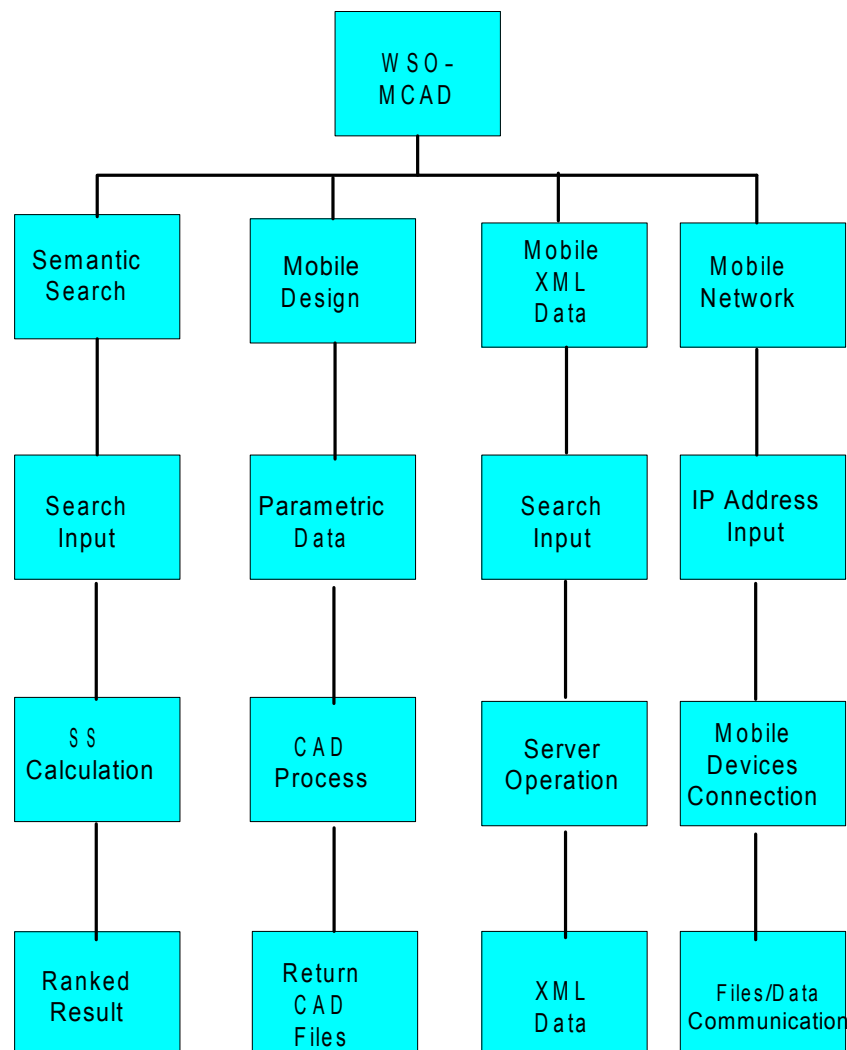 WSO-
MCAD
Semantic
Search
Mobile
Design
Mobile
XML
Data
Mobile
Network
Search
Input
Parametric
Data
Search
Input
IP Address
Input
SS
Calculation
CAD
Process
Server
Operation
Mobile
Devices
Connection
Ranked
Result
Return
CAD
Files
XML
Data
Files/Data
Communication